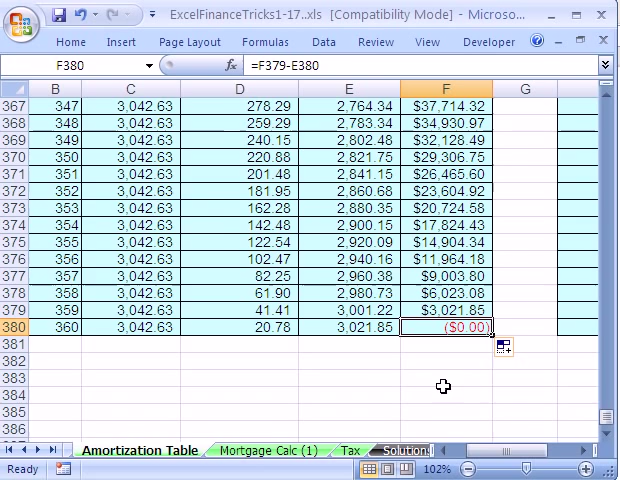 ExcelFinanceTricks1-17..xls [Compatibility Mode] - Microso...
Home Insert Page Layout Formulas Data Review View Developer
F380 fx =F379-E380
B C D E F G
367 347 3,042.63 278.29 2,764.34 $37,714.32
368 348 3,042.63 259.29 2,783.34 $34,930.97
369 349 3,042.63 240.15 2,802.48 $32,128.49
370 350 3,042.63 220.88 2,821.75 $29,306.75
371 351 3,042.63 201.48 2,841.15 $26,465.60
372 352 3,042.63 181.95 2,860.68 $23,604.92
373 353 3,042.63 162.28 2,880.35 $20,724.58
374 354 3,042.63 142.48 2,900.15 $17,824.43
375 355 3,042.63 122.54 2,920.09 $14,904.34
376 356 3,042.63 102.47 2,940.16 $11,964.18
377 357 3,042.63 82.25 2,960.38 $9,003.80
378 358 3,042.63 61.90 2,980.73 $6,023.08
379 359 3,042.63 41.41 3,001.22 $3,021.85
380 360 3,042.63 20.78 3,021.85 ($0.00)
381
382
383
384
385
386
Amortization Table Mortgage Calc (1) Tax Solution
Ready 102%